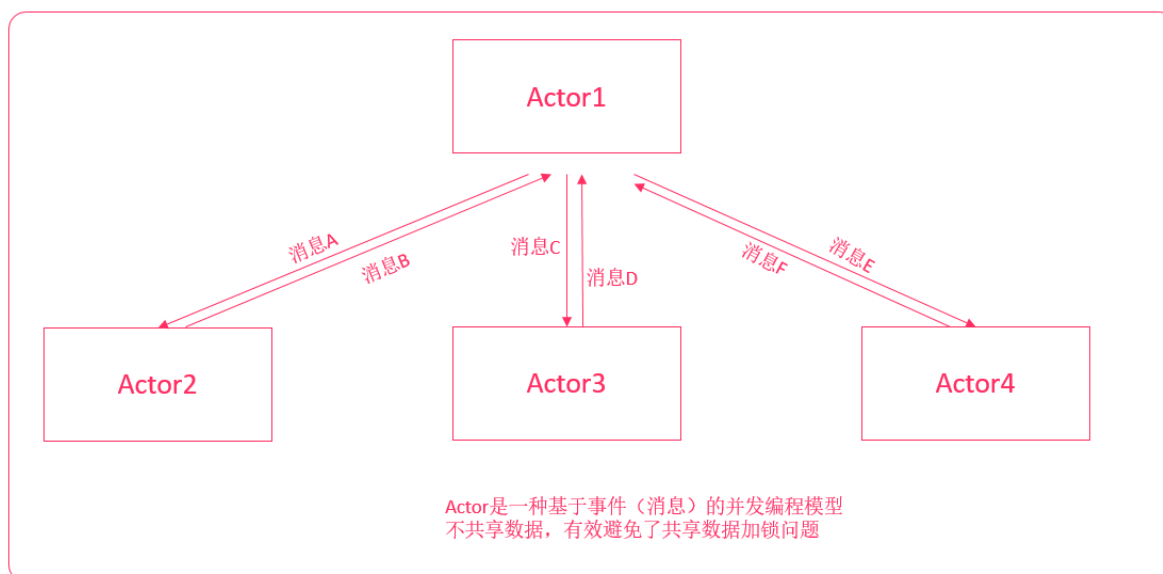 Actor1
消息A
消息B
消息C
消息D
消息E
消息F
Actor2
Actor3
Actor4
Actor是一种基于事件（消息）的并发编程模型
不共享数据，有效避免了共享数据加锁问题